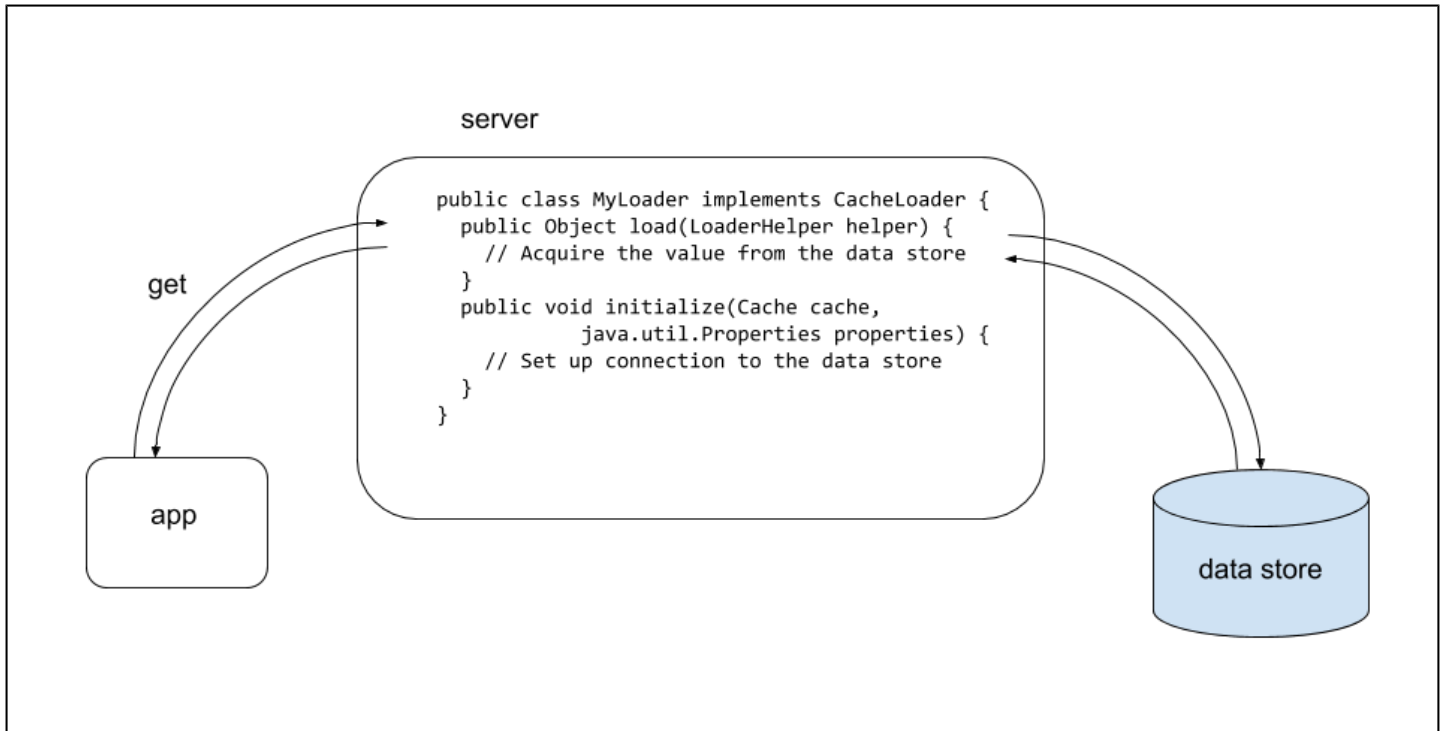 server
public class MyLoader implements CacheLoader {
  public Object load(LoaderHelper helper) {
    // Acquire the value from the data store
  }
  public void initialize(Cache cache,
            java.util.Properties properties) {
    // Set up connection to the data store
  }
}
get
app
data store